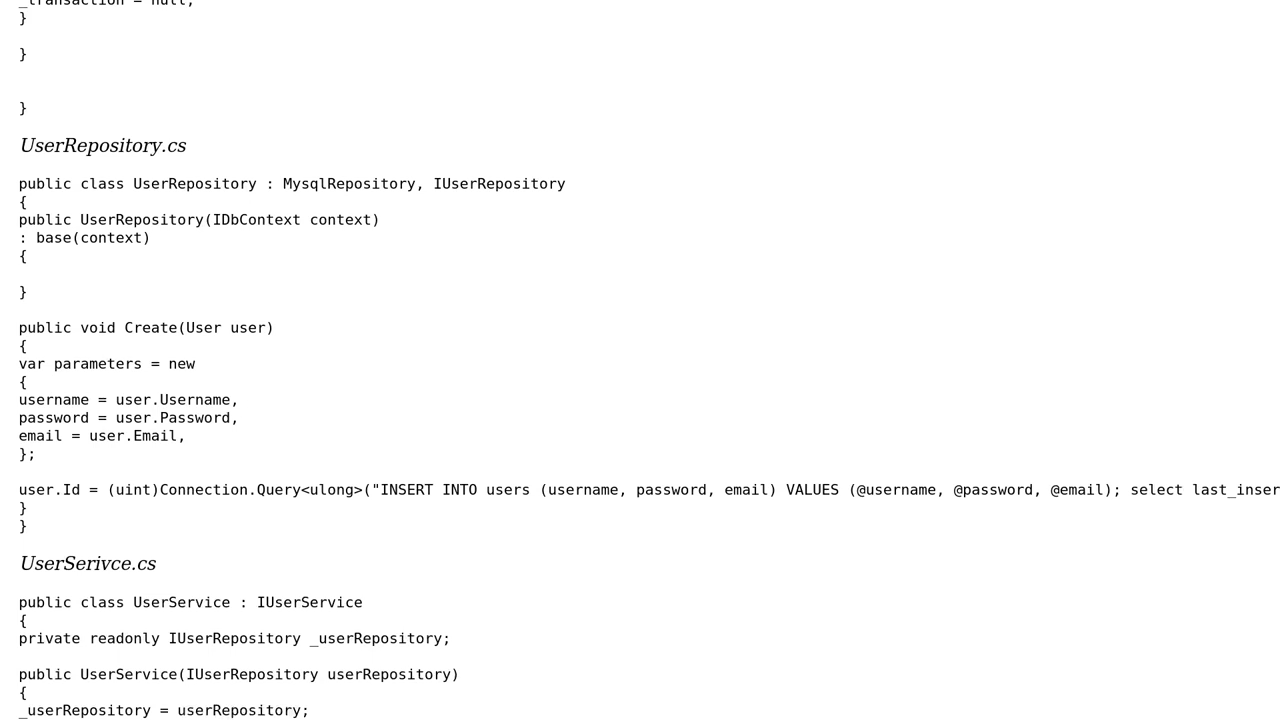 _transaction = null;
}
}
}
UserRepository.cs
public class UserRepository : MysqlRepository, IUserRepository
{
public UserRepository(IDbContext context)
: base(context)
{
}
public void Create(User user)
{
var parameters = new
{
username = user.Username,
password = user.Password,
email = user.Email,
};
user.Id = (uint)Connection.Query<ulong>("INSERT INTO users (username, password, email) VALUES (@username, @password, @email); select last_inser
}
}
UserSerivce.cs
public class UserService : IUserService
{
private readonly IUserRepository _userRepository;
public UserService(IUserRepository userRepository)
{
_userRepository = userRepository;